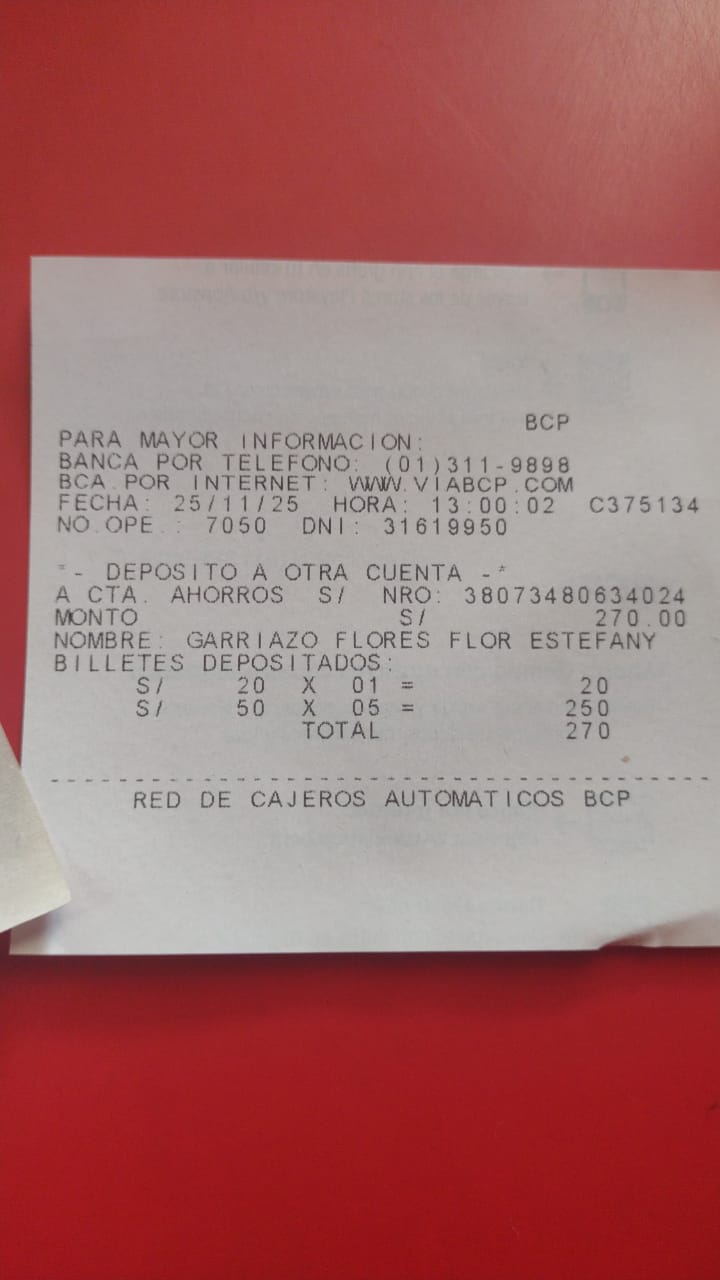 BCP
PARA MAYOR INFORMACION:
BANCA POR TELEFONO: (01)311-9898
BCA.POR INTERNET: WWW.VIABCP.COM
FECHA: 25/11/25 HORA: 13:00:02 C375134
NO.OPE.: 7050 DNI: 31619950
*- DEPOSITO A OTRA CUENTA -*
A CTA. AHORROS S/ NRO: 38073480634024
MONTO S/ 270.00
NOMBRE: GARRIAZO FLORES FLOR ESTEFANY
BILLETES DEPOSITADOS:
S/ 20 X 01 = 20
S/ 50 X 05 = 250
TOTAL 270
--------------------------------------------------
RED DE CAJEROS AUTOMATICOS BCP